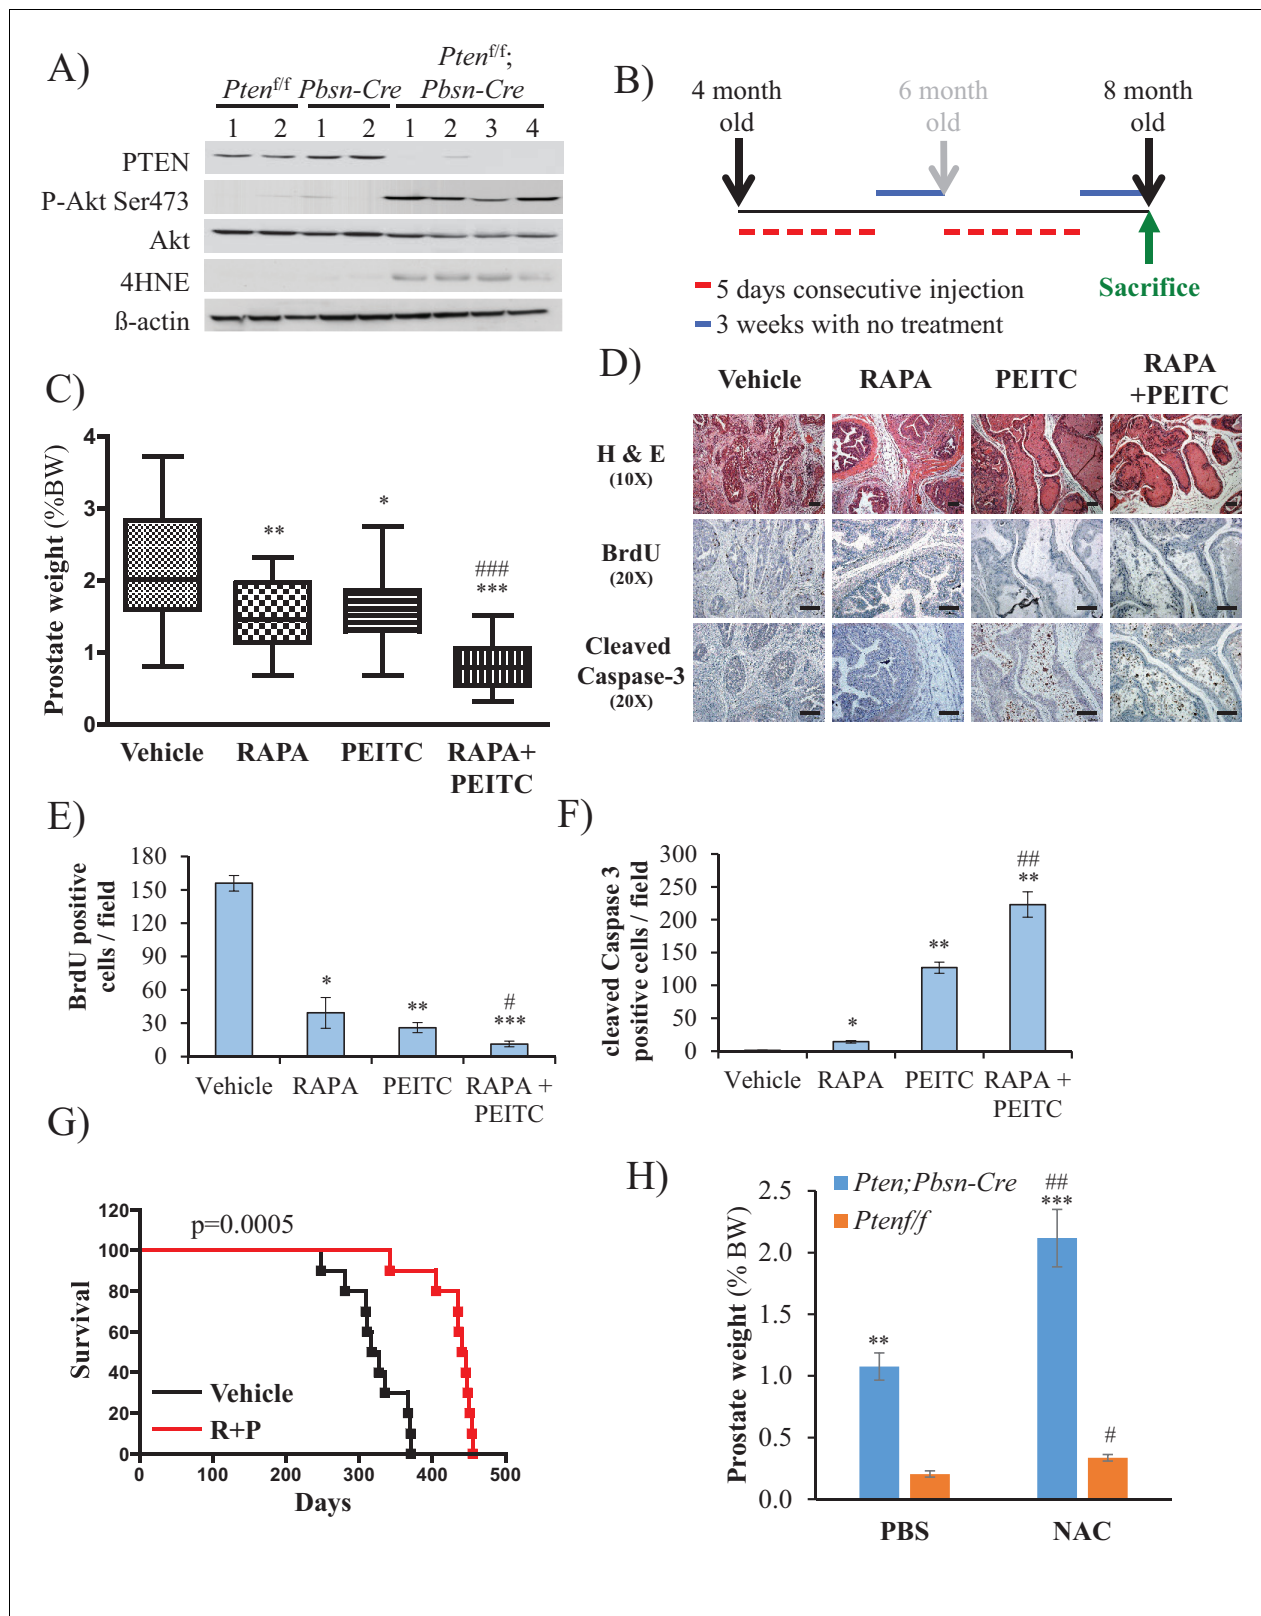 A)
Pten^f/f Pbsn-Cre Pten^f/f;
Pbsn-Cre
1 2 1 2 1 2 3 4
PTEN
P-Akt Ser473
Akt
4HNE
ß-actin
B)
4 month
old
6 month
old
8 month
old
5 days consecutive injection
3 weeks with no treatment
Sacrifice
C)
Prostate weight (%BW)
4
3
2
1
0
**
*
###
***
Vehicle RAPA PEITC RAPA+
PEITC
D)
Vehicle RAPA PEITC RAPA
+PEITC
H & E
(10X)
BrdU
(20X)
Cleaved
Caspase-3
(20X)
E)
BrdU positive
cells / field
180
150
120
90
60
30
0
*
**
#
***
Vehicle RAPA PEITC RAPA +
PEITC
F)
cleaved Caspase 3
positive cells / field
300
250
200
150
100
50
0
*
**
##
**
Vehicle RAPA PEITC RAPA +
PEITC
G)
Survival
120
100
80
60
40
20
0
p=0.0005
Vehicle
R+P
0 100 200 300 400 500
Days
H)
Pten;Pbsn-Cre
Ptenf/f
Prostate weight (% BW)
2.5
2.0
1.5
1.0
0.5
0.0
**
##
***
#
PBS NAC